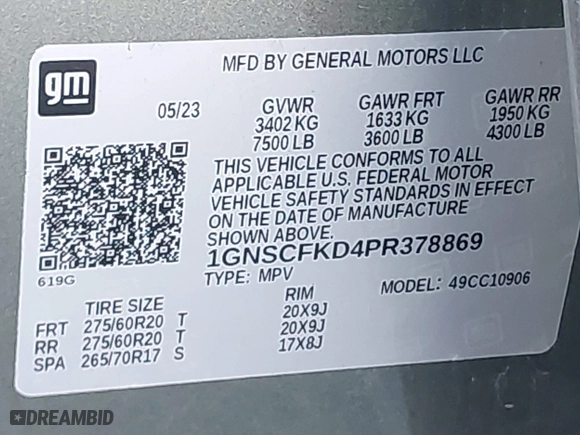 gm
MFD BY GENERAL MOTORS LLC
05/23 GVWR GAWR FRT GAWR RR
3402 KG 1633 KG 1950 KG
7500 LB 3600 LB 4300 LB
THIS VEHICLE CONFORMS TO ALL
APPLICABLE U.S. FEDERAL MOTOR
VEHICLE SAFETY STANDARDS IN EFFECT
ON THE DATE OF MANUFACTURE
SHOWN ABOVE.
1GNSCFKD4PR378869
619G TYPE: MPV MODEL: 49CC10906
TIRE SIZE RIM
FRT 275/60R20 T 20X9J
RR 275/60R20 T 20X9J
SPA 265/70R17 S 17X8J
DREAMBID